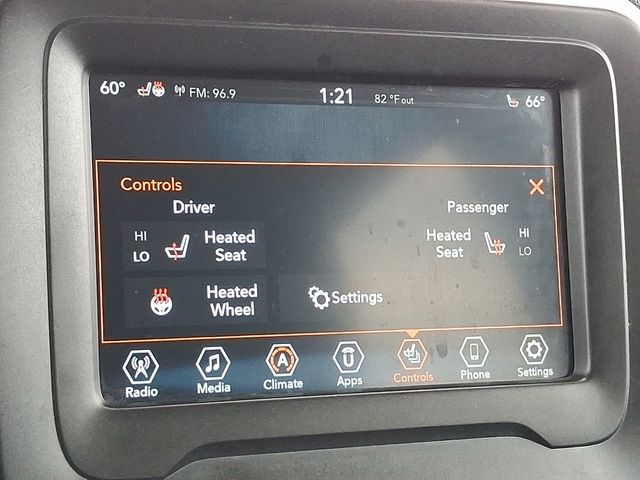 60° FM: 96.9 1:21 82 °F out 66°
Controls
Driver Passenger
HI
LO
Heated
Seat
Heated
Seat
HI
LO
Heated
Wheel
Settings
Radio Media Climate Apps Controls Phone Settings